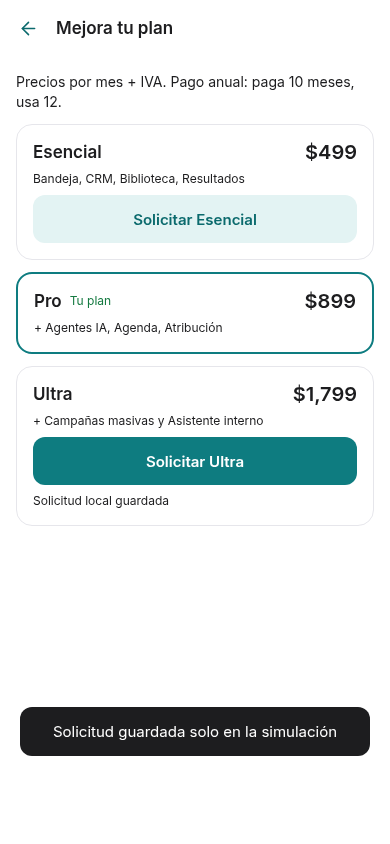 Mejora tu plan
Precios por mes + IVA. Pago anual: paga 10 meses,
usa 12.
Esencial $499
Bandeja, CRM, Biblioteca, Resultados
Solicitar Esencial
Pro Tu plan $899
+ Agentes IA, Agenda, Atribución
Ultra $1,799
+ Campañas masivas y Asistente interno
Solicitar Ultra
Solicitud local guardada
Solicitud guardada solo en la simulación